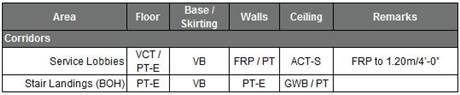 Area Floor Base / Skirting Walls Ceiling Remarks
Corridors
Service Lobbies VCT / PT-E VB FRP / PT ACT-S FRP to 1.20m/4'-0"
Stair Landings (BOH) PT-E VB PT-E GWB / PT